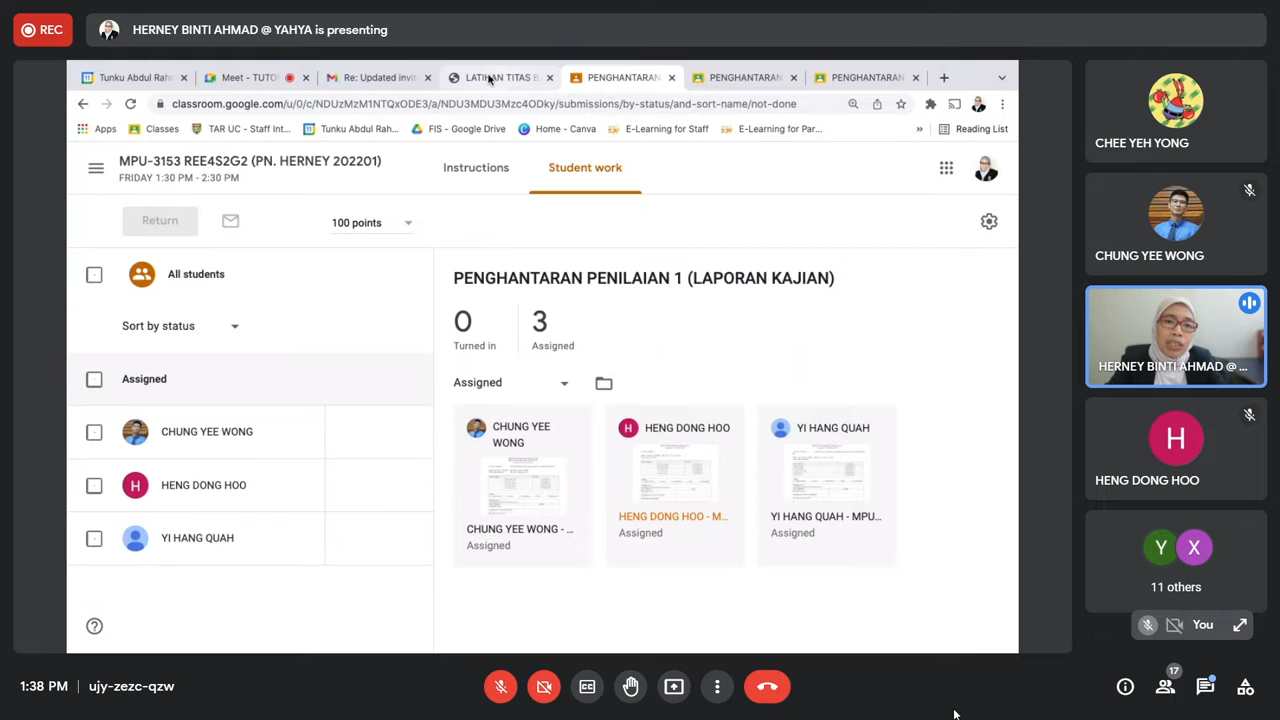 REC
HERNEY BINTI AHMAD @ YAHYA is presenting
Tunku Abdul Rah
Meet - TUTO
Re: Updated invit
LATIHAN TITAS B
PENGHANTARAN
PENGHANTARAN
PENGHANTARAN
classroom.google.com/u/0/c/NDUzMzM1NTQxODE3/a/NDU3MDU3Mzc4ODky/submissions/by-status/and-sort-name/not-done
Apps
Classes
TAR UC - Staff Int...
Tunku Abdul Rah...
FIS - Google Drive
Home - Canva
E-Learning for Staff
E-Learning for Par...
»
Reading List
MPU-3153 REE4S2G2 (PN. HERNEY 202201)
FRIDAY 1:30 PM - 2:30 PM
Instructions
Student work
Return
100 points
All students
Sort by status
Assigned
CHUNG YEE WONG
H
HENG DONG HOO
YI HANG QUAH
PENGHANTARAN PENILAIAN 1 (LAPORAN KAJIAN)
0
Turned in
3
Assigned
Assigned
CHUNG YEE
WONG
CHUNG YEE WONG - ...
Assigned
H
HENG DONG HOO
HENG DONG HOO - M...
Assigned
YI HANG QUAH
YI HANG QUAH - MPU...
Assigned
CHEE YEH YONG
CHUNG YEE WONG
HERNEY BINTI AHMAD @ ...
H
HENG DONG HOO
Y
X
11 others
You
1:38 PM
ujy-zezc-qzw
17